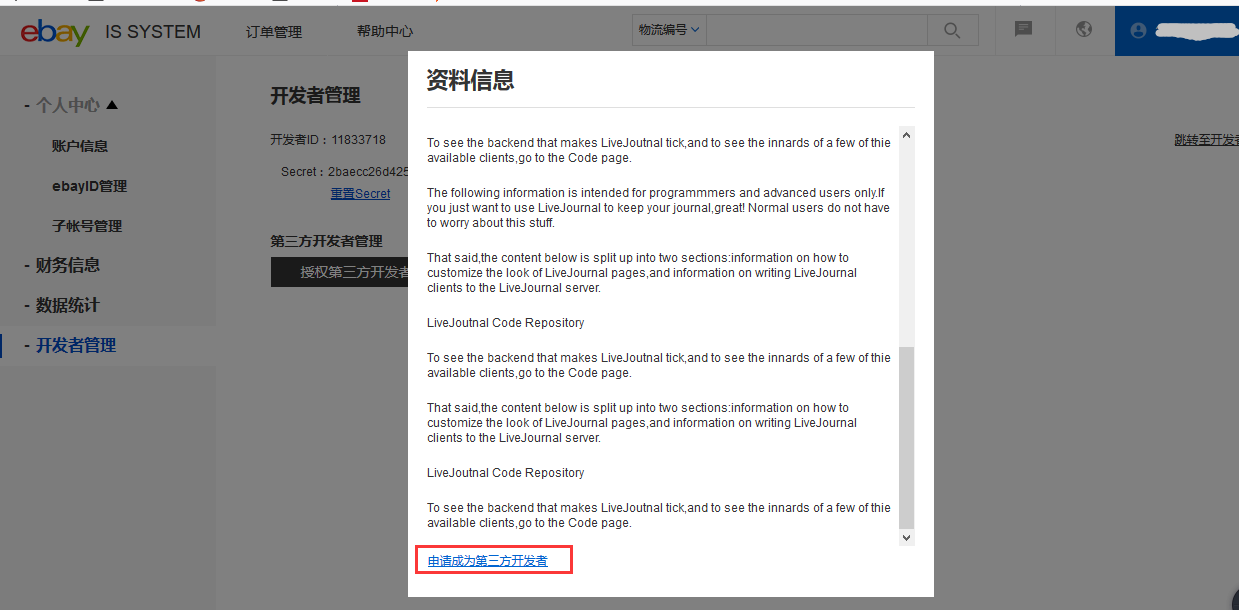 ebay IS SYSTEM 订单管理 帮助中心 物流编号
- 个人中心
账户信息
ebayID管理
子帐号管理
- 财务信息
- 数据统计
- 开发者管理
开发者管理
开发者ID：11833718
跳转至开发者
Secret：2baecc26d425
重置Secret
第三方开发者管理
授权第三方开发者
资料信息
To see the backend that makes LiveJoutnal tick,and to see the innards of a few of thie
available clients,go to the Code page.
The following information is intended for programmmers and advanced users only.If
you just want to use LiveJournal to keep your journal,great! Normal users do not have
to worry about this stuff.
That said,the content below is split up into two sections:information on how to
customize the look of LiveJournal pages,and information on writing LiveJournal
clients to the LiveJournal server.
LiveJoutnal Code Repository
To see the backend that makes LiveJoutnal tick,and to see the innards of a few of thie
available clients,go to the Code page.
That said,the content below is split up into two sections:information on how to
customize the look of LiveJournal pages,and information on writing LiveJournal
clients to the LiveJournal server.
LiveJoutnal Code Repository
To see the backend that makes LiveJoutnal tick,and to see the innards of a few of thie
available clients,go to the Code page.
申请成为第三方开发者